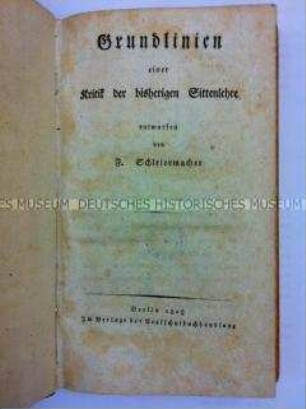 Grundlinien
einer
Kritik der bisherigen Sittenlehre
entworfen
von
F. Schleiermacher
MUSEUM DEUTSCHES HISTORISCHES MUSEUM
Berlin 1803
Im Verlage der Realschulbuchhandlung